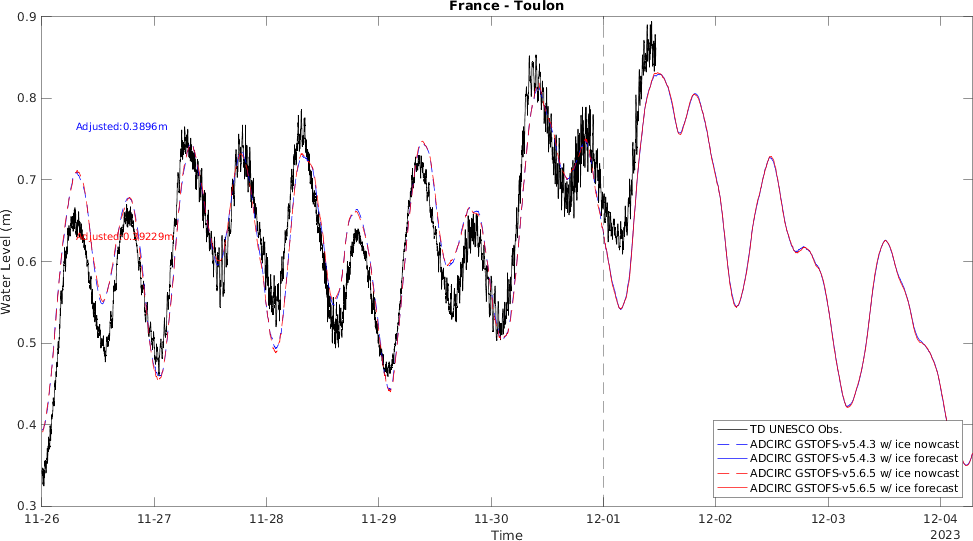 France - Toulon
0.9
0.8
0.7
0.6
0.5
0.4
0.3
Water Level (m)
Adjusted:0.3896m
Adjusted:0.39229m
11-26
11-27
11-28
11-29
11-30
12-01
12-02
12-03
12-04
Time
2023
TD UNESCO Obs.
ADCIRC GSTOFS-v5.4.3 w/ ice nowcast
ADCIRC GSTOFS-v5.4.3 w/ ice forecast
ADCIRC GSTOFS-v5.6.5 w/ ice nowcast
ADCIRC GSTOFS-v5.6.5 w/ ice forecast